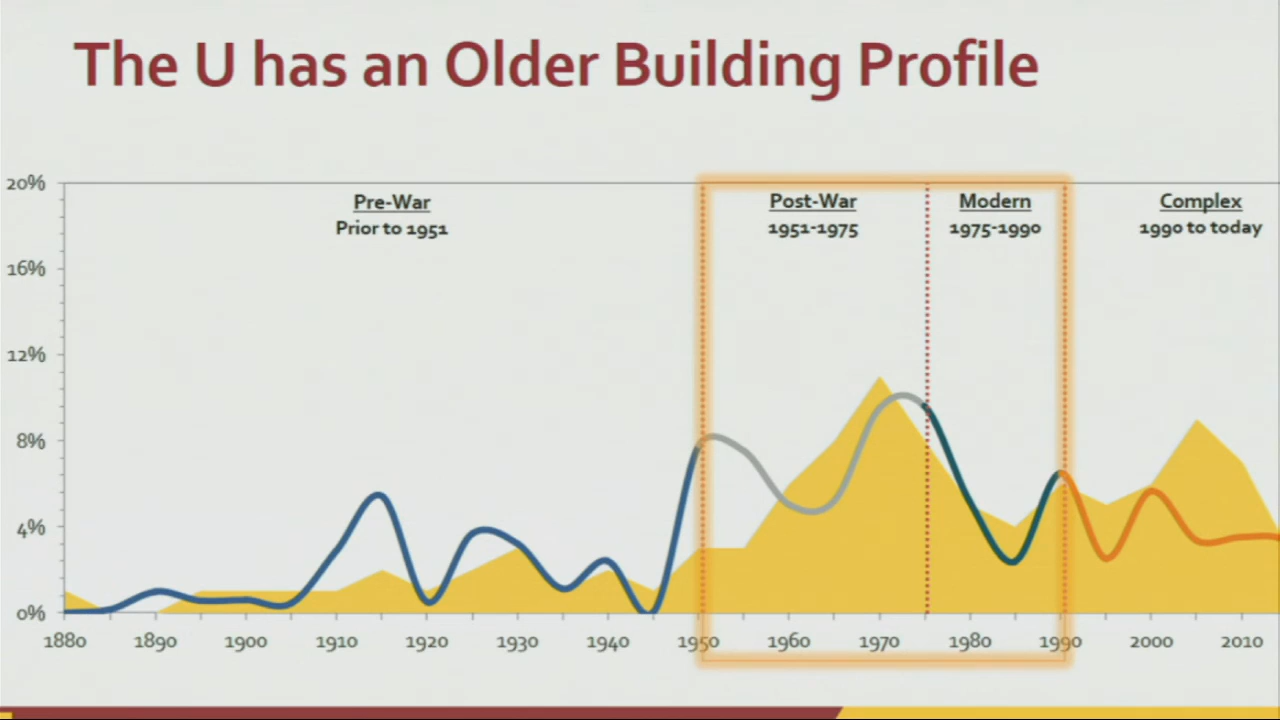 The U has an Older Building Profile
20%
16%
12%
8%
4%
0%
Pre-War
Prior to 1951
Post-War
1951-1975
Modern
1975-1990
Complex
1990 to today
1880 1890 1900 1910 1920 1930 1940 1950 1960 1970 1980 1990 2000 2010